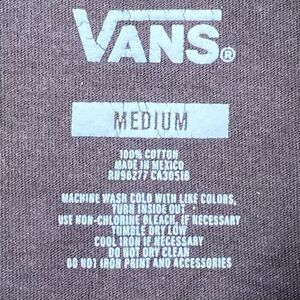 VANS®
MEDIUM
100% COTTON
MADE IN MEXICO
RN96277 CA30516
MACHINE WASH COLD WITH LIKE COLORS,
TURN INSIDE OUT
USE NON-CHLORINE BLEACH, IF NECESSARY
TUMBLE DRY LOW
COOL IRON IF NECESSARY
DO NOT DRY CLEAN
DO NOT IRON PRINT AND ACCESSORIES